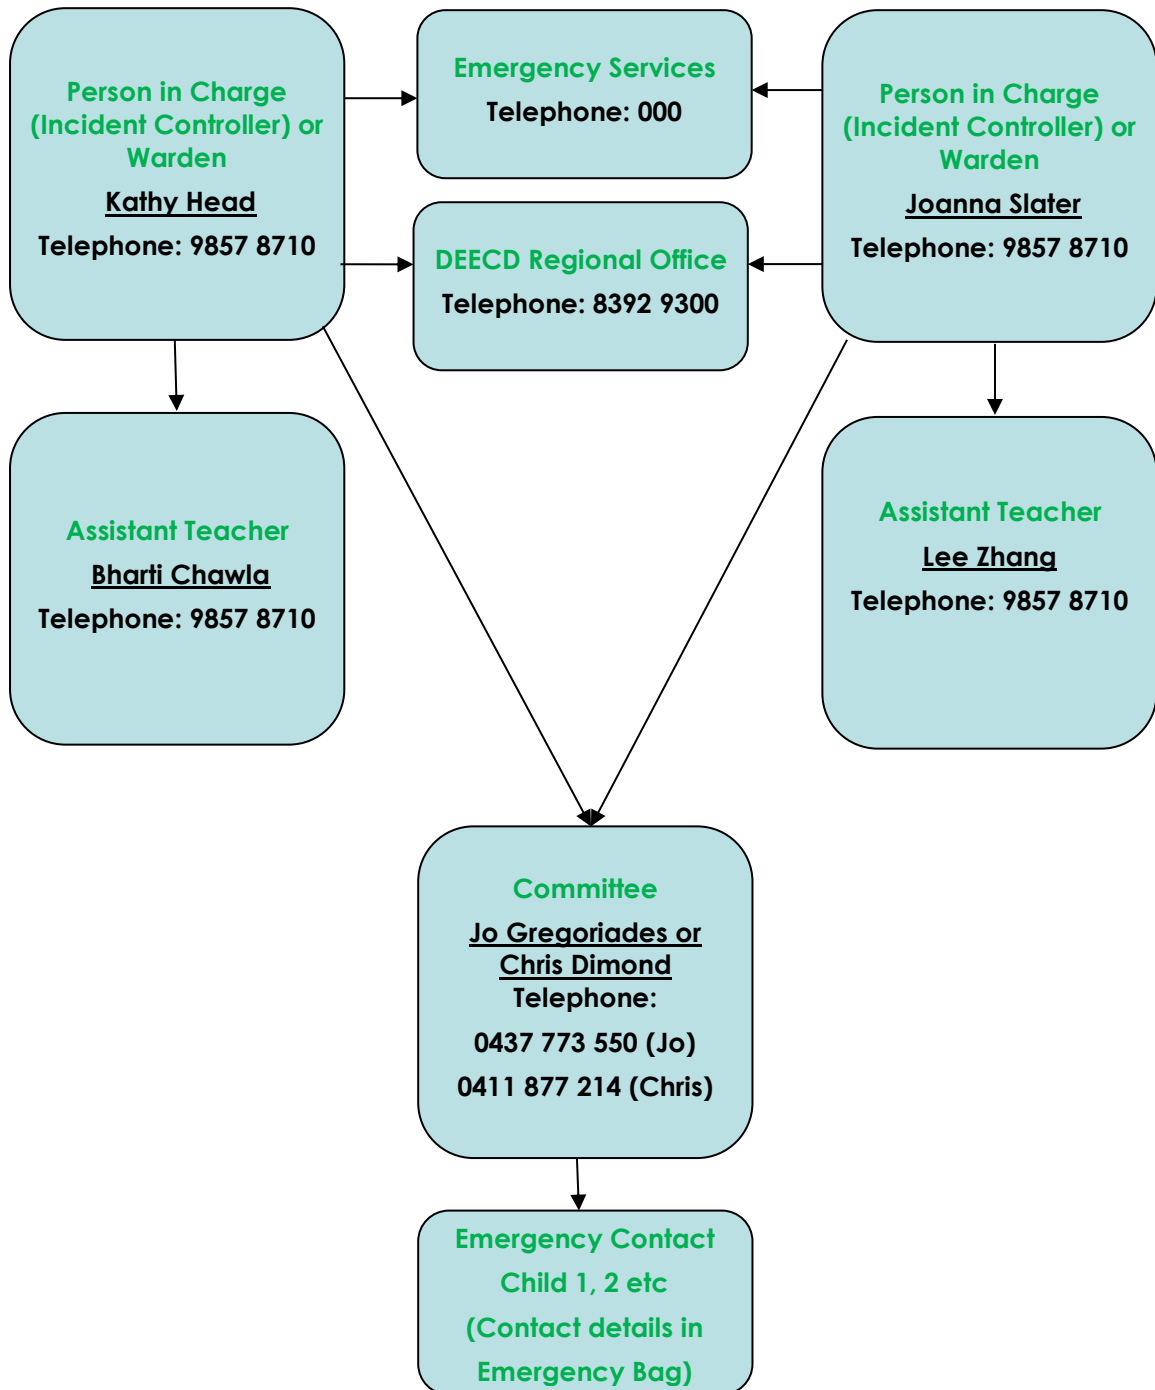 Person in Charge
(Incident Controller) or
Warden
Kathy Head
Telephone: 9857 8710
Emergency Services
Telephone: 000
Person in Charge
(Incident Controller) or
Warden
Joanna Slater
Telephone: 9857 8710
DEECD Regional Office
Telephone: 8392 9300
Assistant Teacher
Bharti Chawla
Telephone: 9857 8710
Assistant Teacher
Lee Zhang
Telephone: 9857 8710
Committee
Jo Gregoriades or
Chris Dimond
Telephone:
0437 773 550 (Jo)
0411 877 214 (Chris)
Emergency Contact
Child 1, 2 etc
(Contact details in
Emergency Bag)